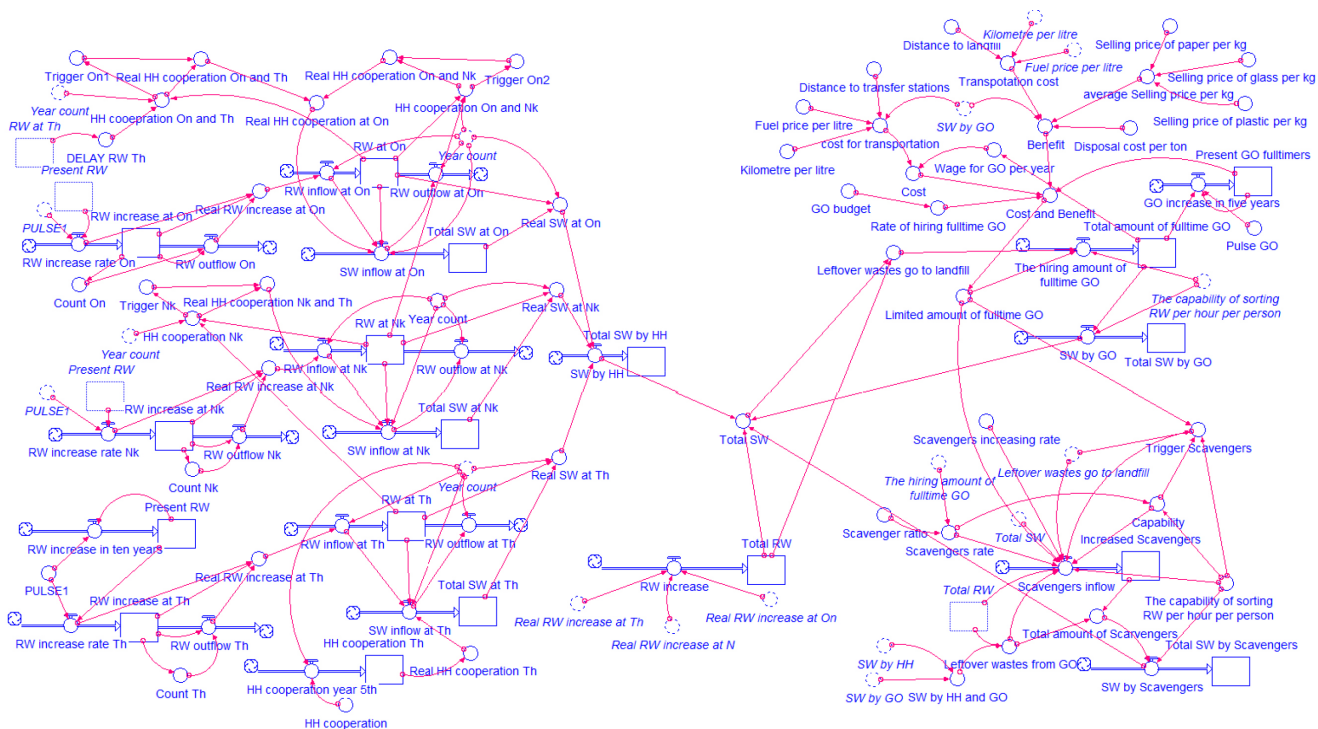 Kilometre per litre
Distance to landfill
Selling price of paper per kg
Fuel price per litre
Trigger On1
Real HH cooperation On and Th
Real HH cooperation On and Nk
Trigger On2
Transpotation cost
Selling price of glass per kg
Distance to transfer stations
average Selling price per kg
Year count
HH coopration On and Th
Real HH cooperation at On
HH cooperation On and Nk
Fuel price per litre
SW by GO
Selling price of plastic per kg
RW at Th
cost for transportation
Benefit
Disposal cost per ton
RW at On
Year count
DELAY RW Th
Kilometre per litre
Wage for GO per year
Present GO fulltimers
Present RW
RW inflow at On
RW outflow at On
Cost
GO increase in five years
GO budget
Cost and Benefit
RW increase at On
Real RW increase at On
Real SW at On
Rate of hiring fulltime GO
Total amount of fulltime GO
PULSE1
Total SW at On
Pulse GO
RW increase rate On
RW outflow On
SW inflow at On
Leftover wastes go to landfill
The hiring amount of
fulltime GO
Count On
Trigger Nk
Real HH cooperation Nk and Th
Real SW at Nk
The capability of sorting
RW per hour per person
Limited amount of fulltime GO
RW at Nk
Year count
HH cooperation Nk
Total SW by HH
Year count
SW by GO
Total SW by GO
Present RW
RW inflow at Nk
RW outflow at Nk
SW by HH
Real RW increase at Nk
PULSE1
RW increase at Nk
Total SW at Nk
Total SW
Scavengers increasing rate
RW increase rate Nk
RW outflow Nk
SW inflow at Nk
Trigger Scavengers
Leftover wastes go to landfill
Real SW at Th
Count Nk
Year count
The hiring amount of
fulltime GO
RW at Th
Present RW
Capability
Scavenger ratio
Total SW
Increased Scavengers
RW increase in ten years
RW inflow at Th
RW outflow at Th
Total RW
Scavengers rate
Real RW increase at Th
Total SW at Th
RW increase
Scavengers inflow
PULSE1
Total RW
The capability of sorting
RW per hour per person
RW increase at Th
Real RW increase at Th
Real RW increase at On
SW inflow at Th
Total amount of Scavengers
RW increase rate Th
RW outflow Th
HH cooperation Th
Real RW increase at N
Total SW by Scavengers
Real HH cooperation Th
SW by HH
Leftover wastes from GO
Count Th
HH cooperation year 5th
SW by GO
SW by HH and GO
SW by Scavengers
HH cooperation